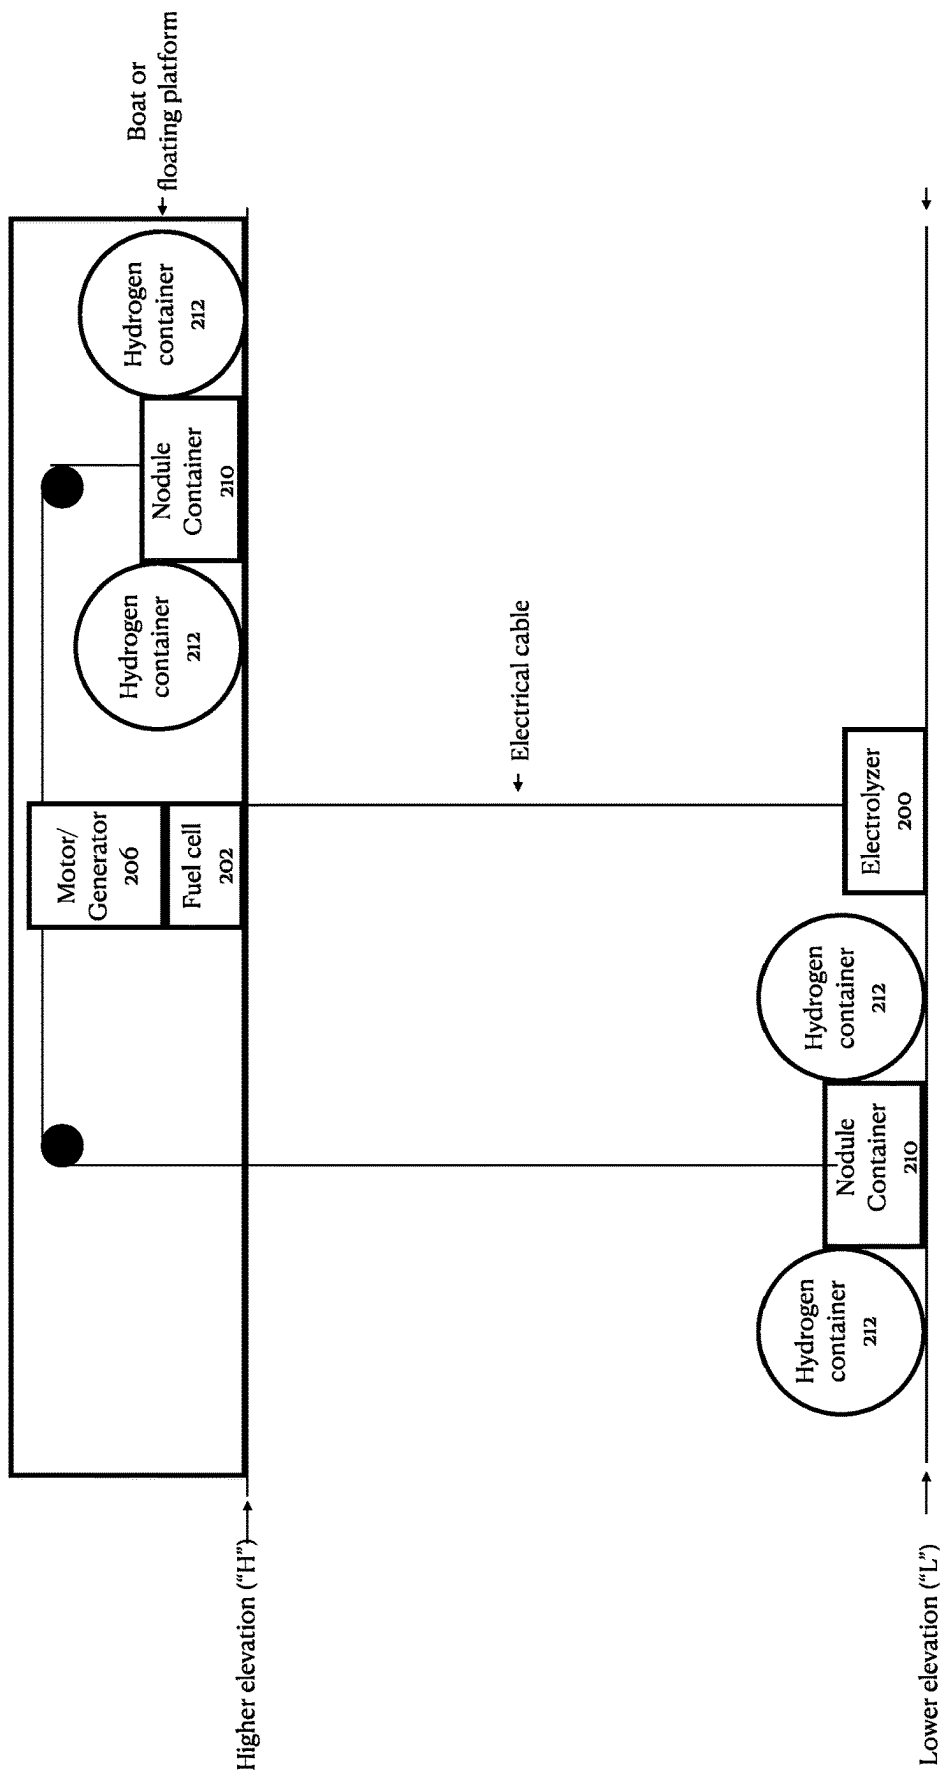 Boat or
floating platform
Motor/
Generator
206
Fuel cell
202
Hydrogen
container
212
Nodule
Container
210
Hydrogen
container
212
Higher elevation ("H")
Electrical cable
Hydrogen
container
212
Nodule
Container
210
Hydrogen
container
212
Electrolyzer
200
Lower elevation ("L")